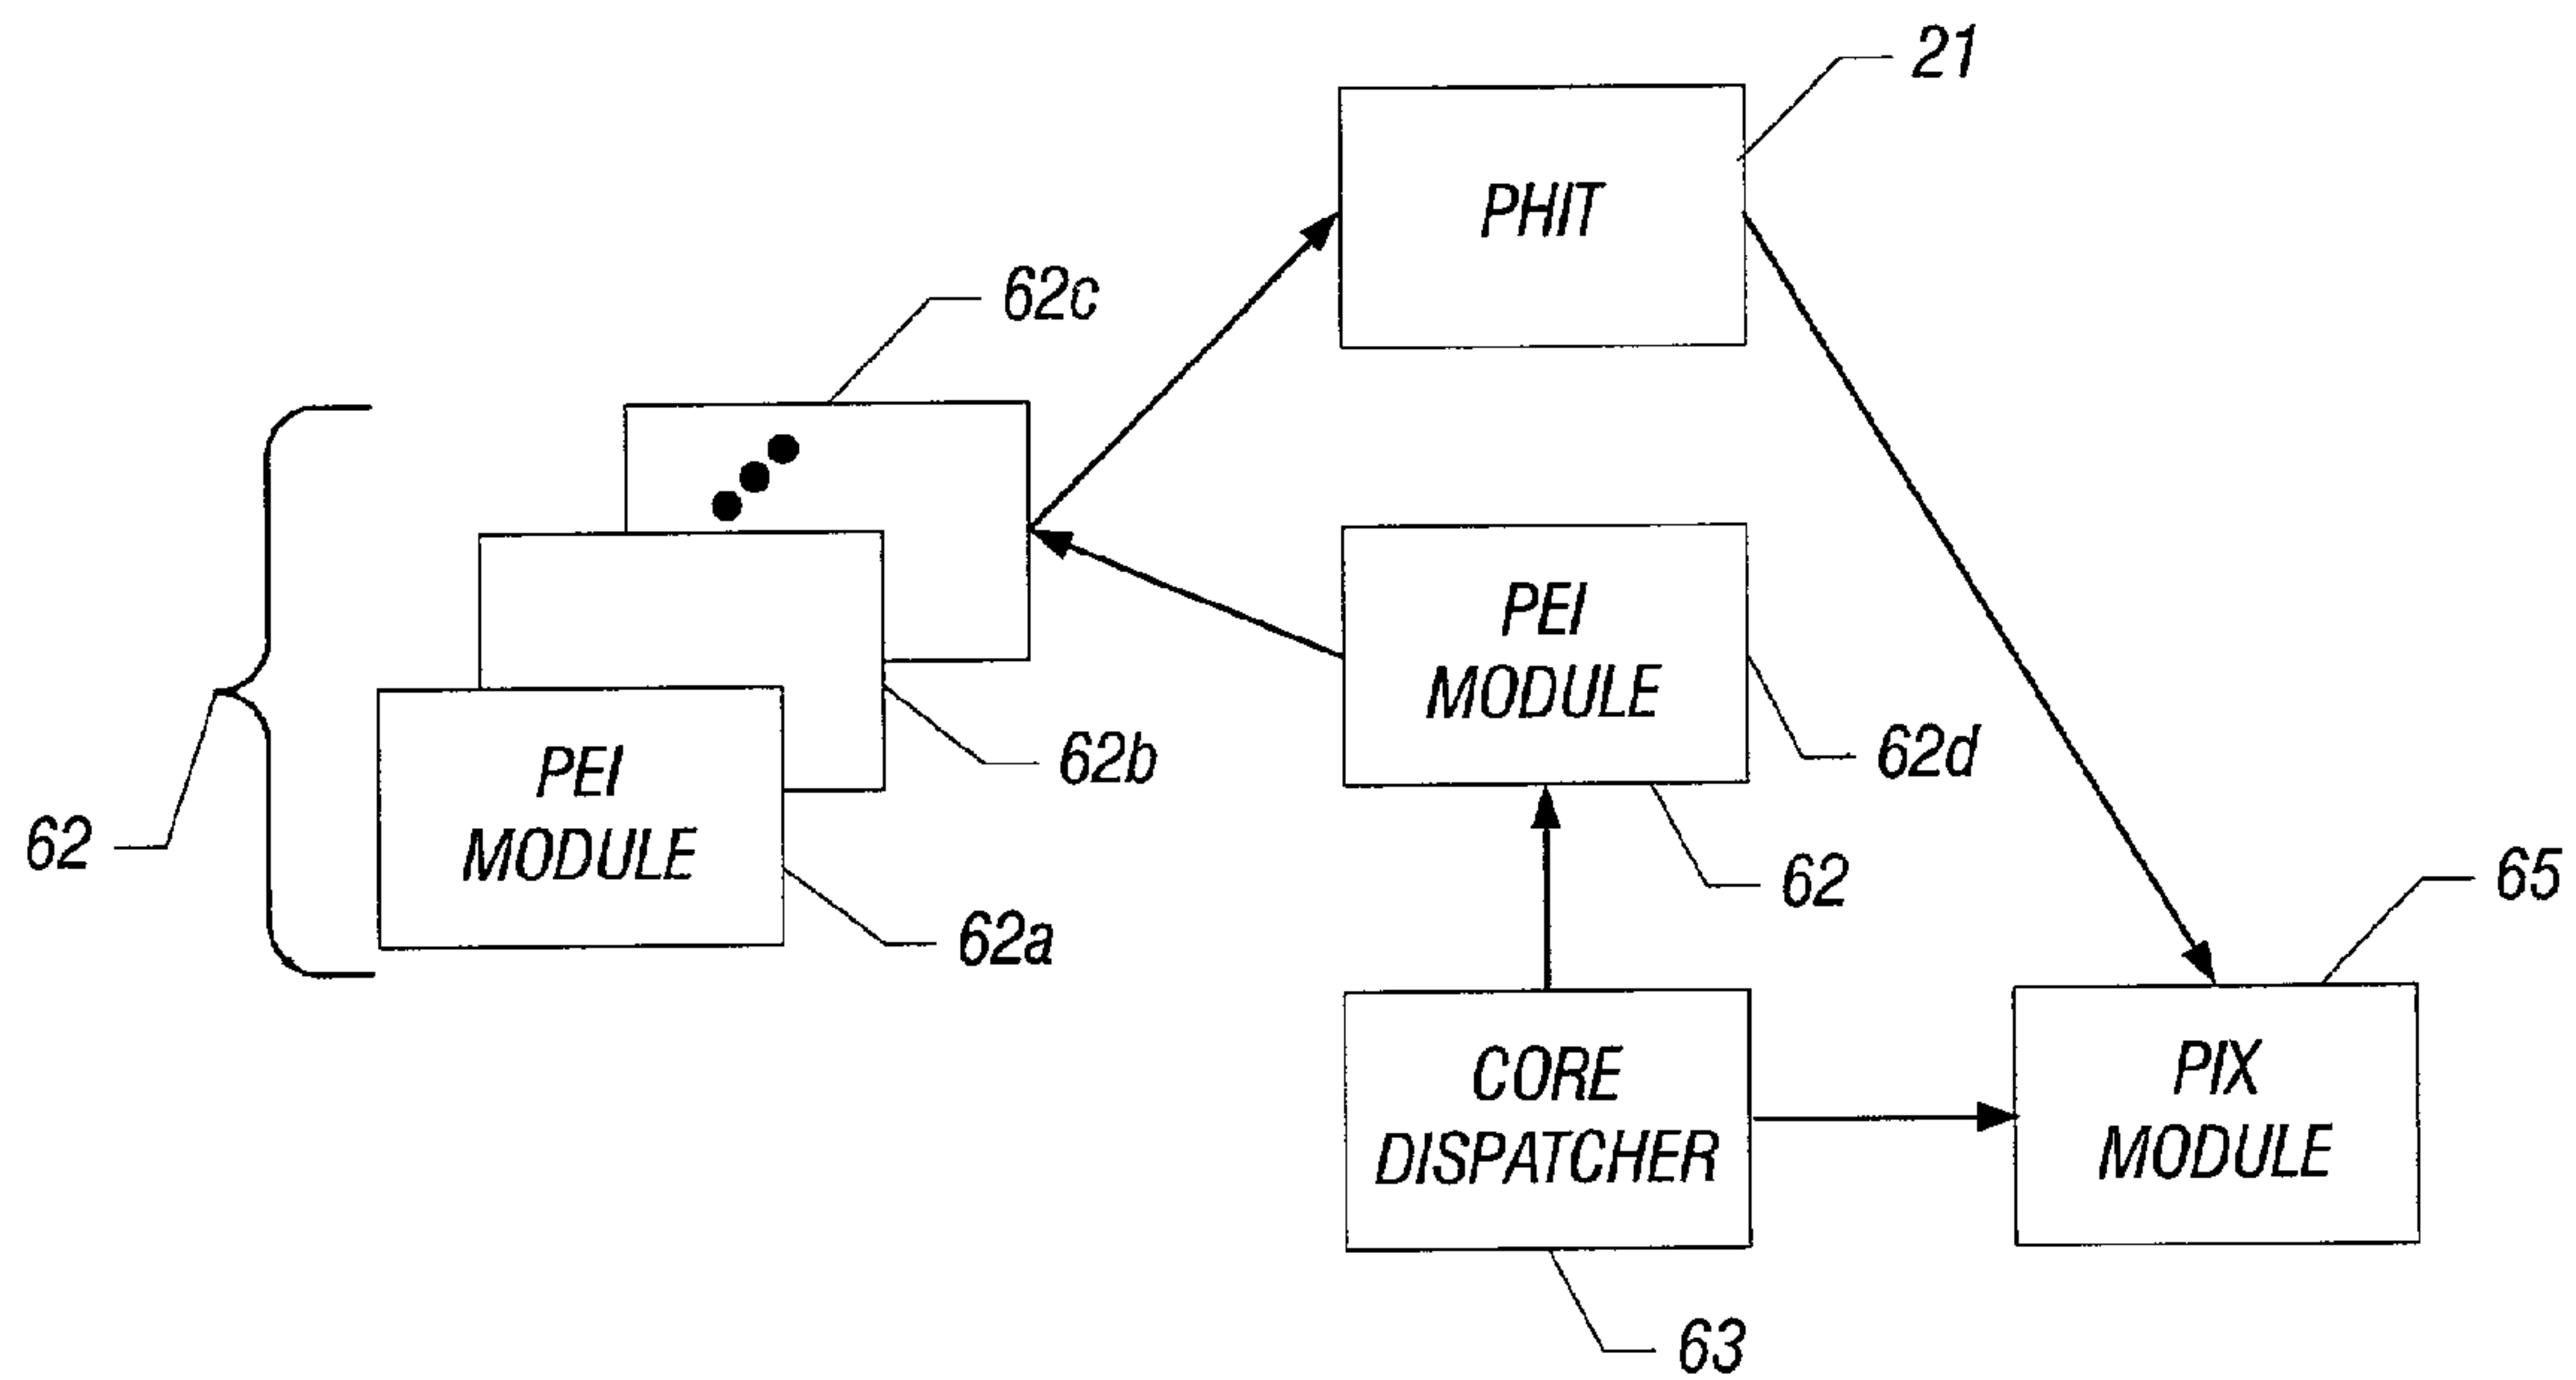 21
PHIT
62c
PEI
MODULE
62d
62b
PEI
MODULE
62
62a
62
65
CORE
DISPATCHER
PIX
MODULE
63